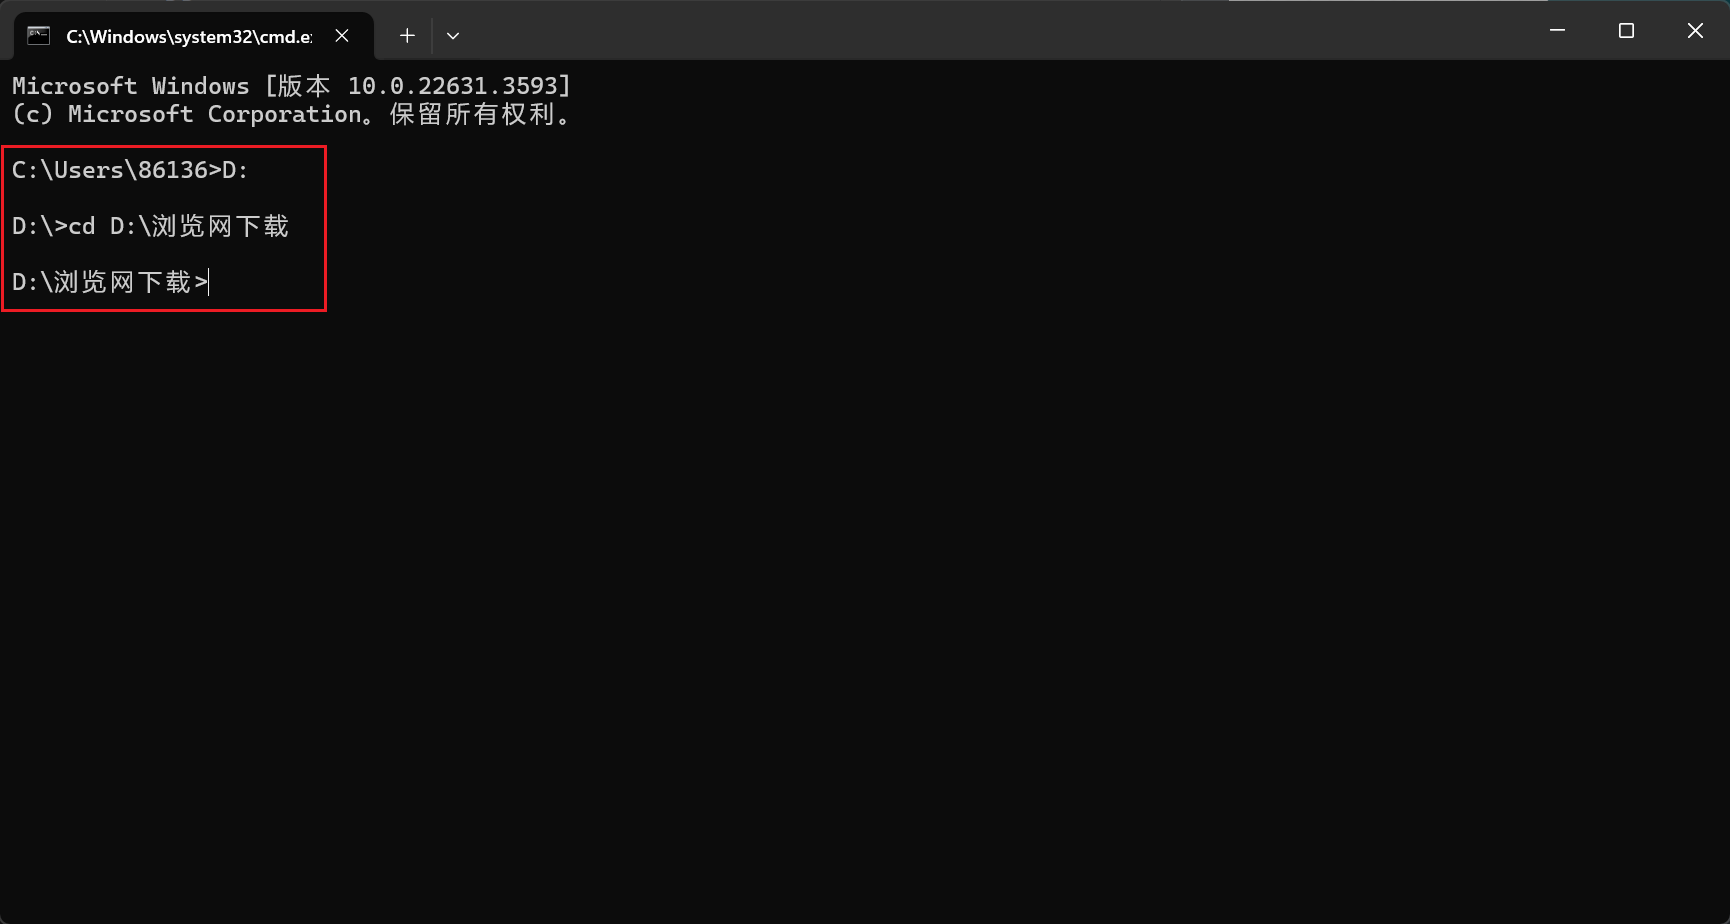 C:\Windows\system32\cmd.e
Microsoft Windows [版本 10.0.22631.3593]
(c) Microsoft Corporation。保留所有权利。
C:\Users\86136>D:
D:\>cd D:\浏览网下载
D:\浏览网下载>